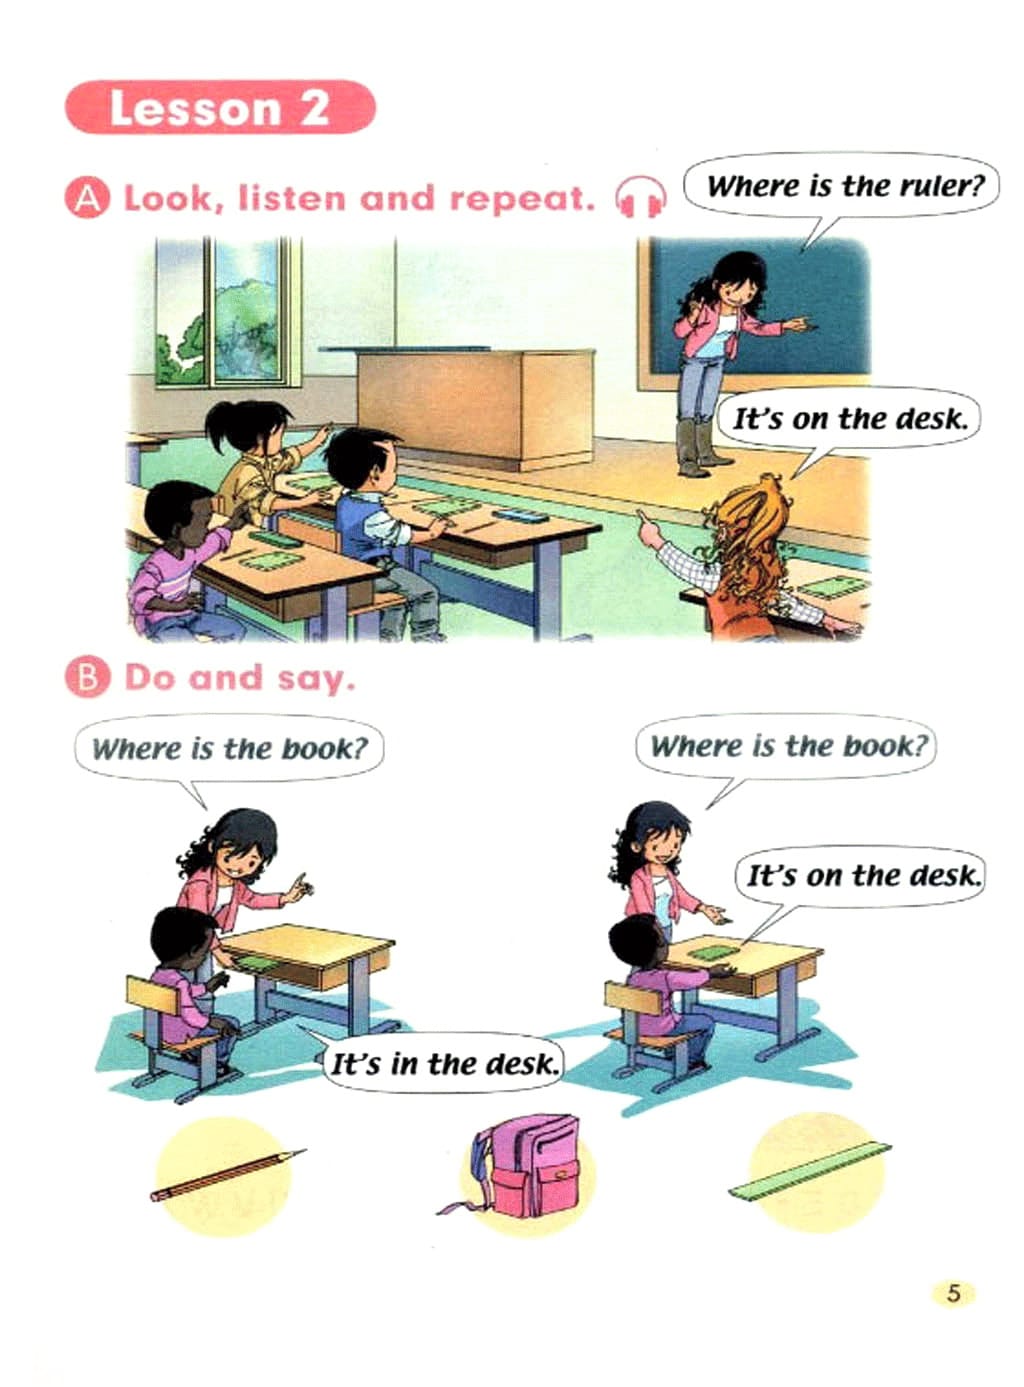 Lesson 2
A Look, listen and repeat.
Where is the ruler?
It's on the desk.
B Do and say.
Where is the book?
It's in the desk.
Where is the book?
It's on the desk.
5